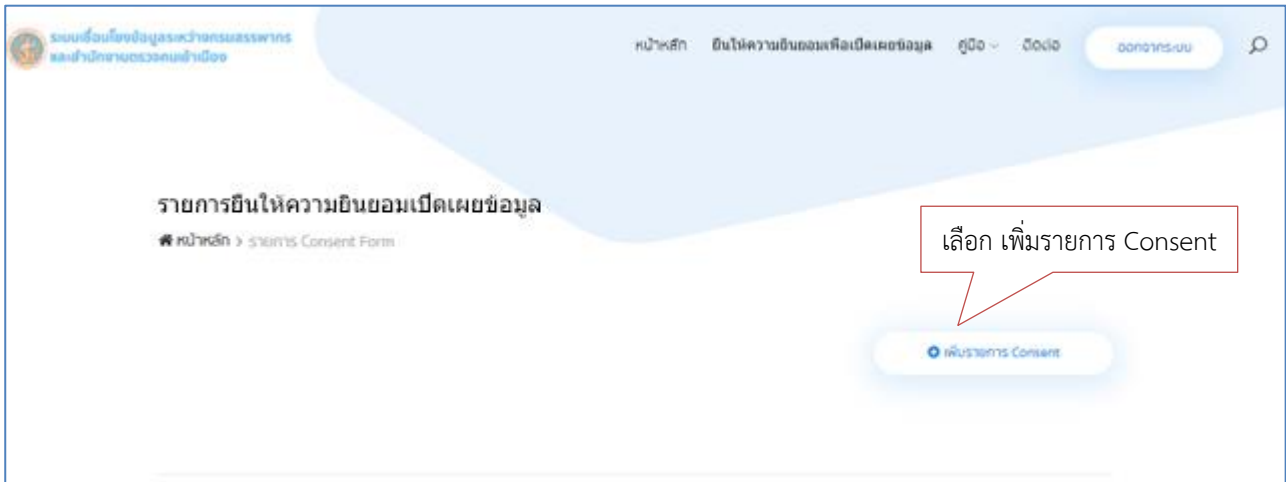 ระบบเชื่อมโยงข้อมูลระหว่างกรมสรรพากร
และสำนักงานตรวจคนเข้าเมือง
หน้าหลัก ยืนให้ความยินยอมเพื่อเปิดเผยข้อมูล คู่มือ ติดต่อ ออกจากระบบ
รายการยืนให้ความยินยอมเปิดเผยข้อมูล
หน้าหลัก > รายการ Consent Form
เลือก เพิ่มรายการ Consent
เพิ่มรายการ Consent